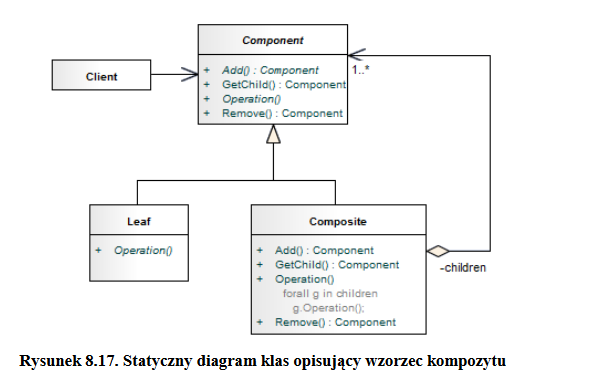 Component
+ Add() : Component
+ GetChild() : Component
+ Operation()
+ Remove() : Component
1..*
Client
Leaf
+ Operation()
Composite
+ Add() : Component
+ GetChild() : Component
+ Operation()
forall g in children
g.Operation();
+ Remove() : Component
-children
Rysunek 8.17. Statyczny diagram klas opisujący wzorzec kompozytu